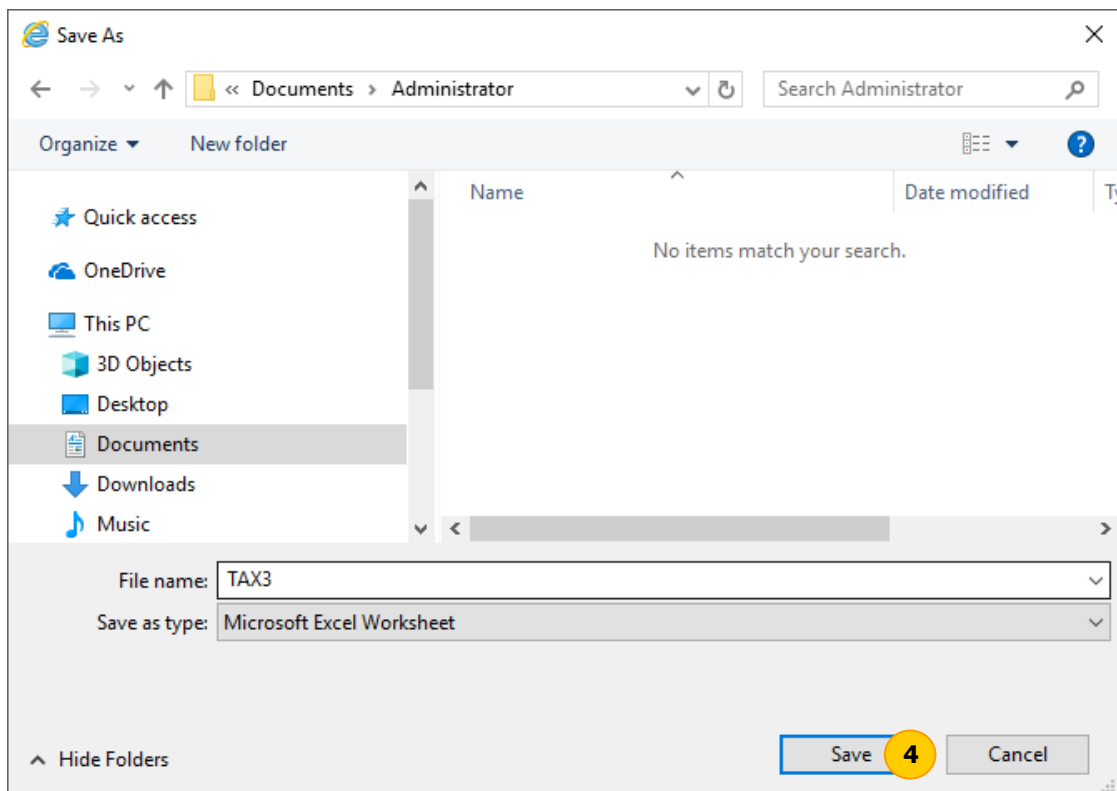 Save As
« Documents › Administrator
Search Administrator
Organize
New folder
?
Quick access
OneDrive
This PC
3D Objects
Desktop
Documents
Downloads
Music
Name
Date modified
Ty
No items match your search.
File name: TAX3
Save as type: Microsoft Excel Worksheet
Hide Folders
Save
4
Cancel